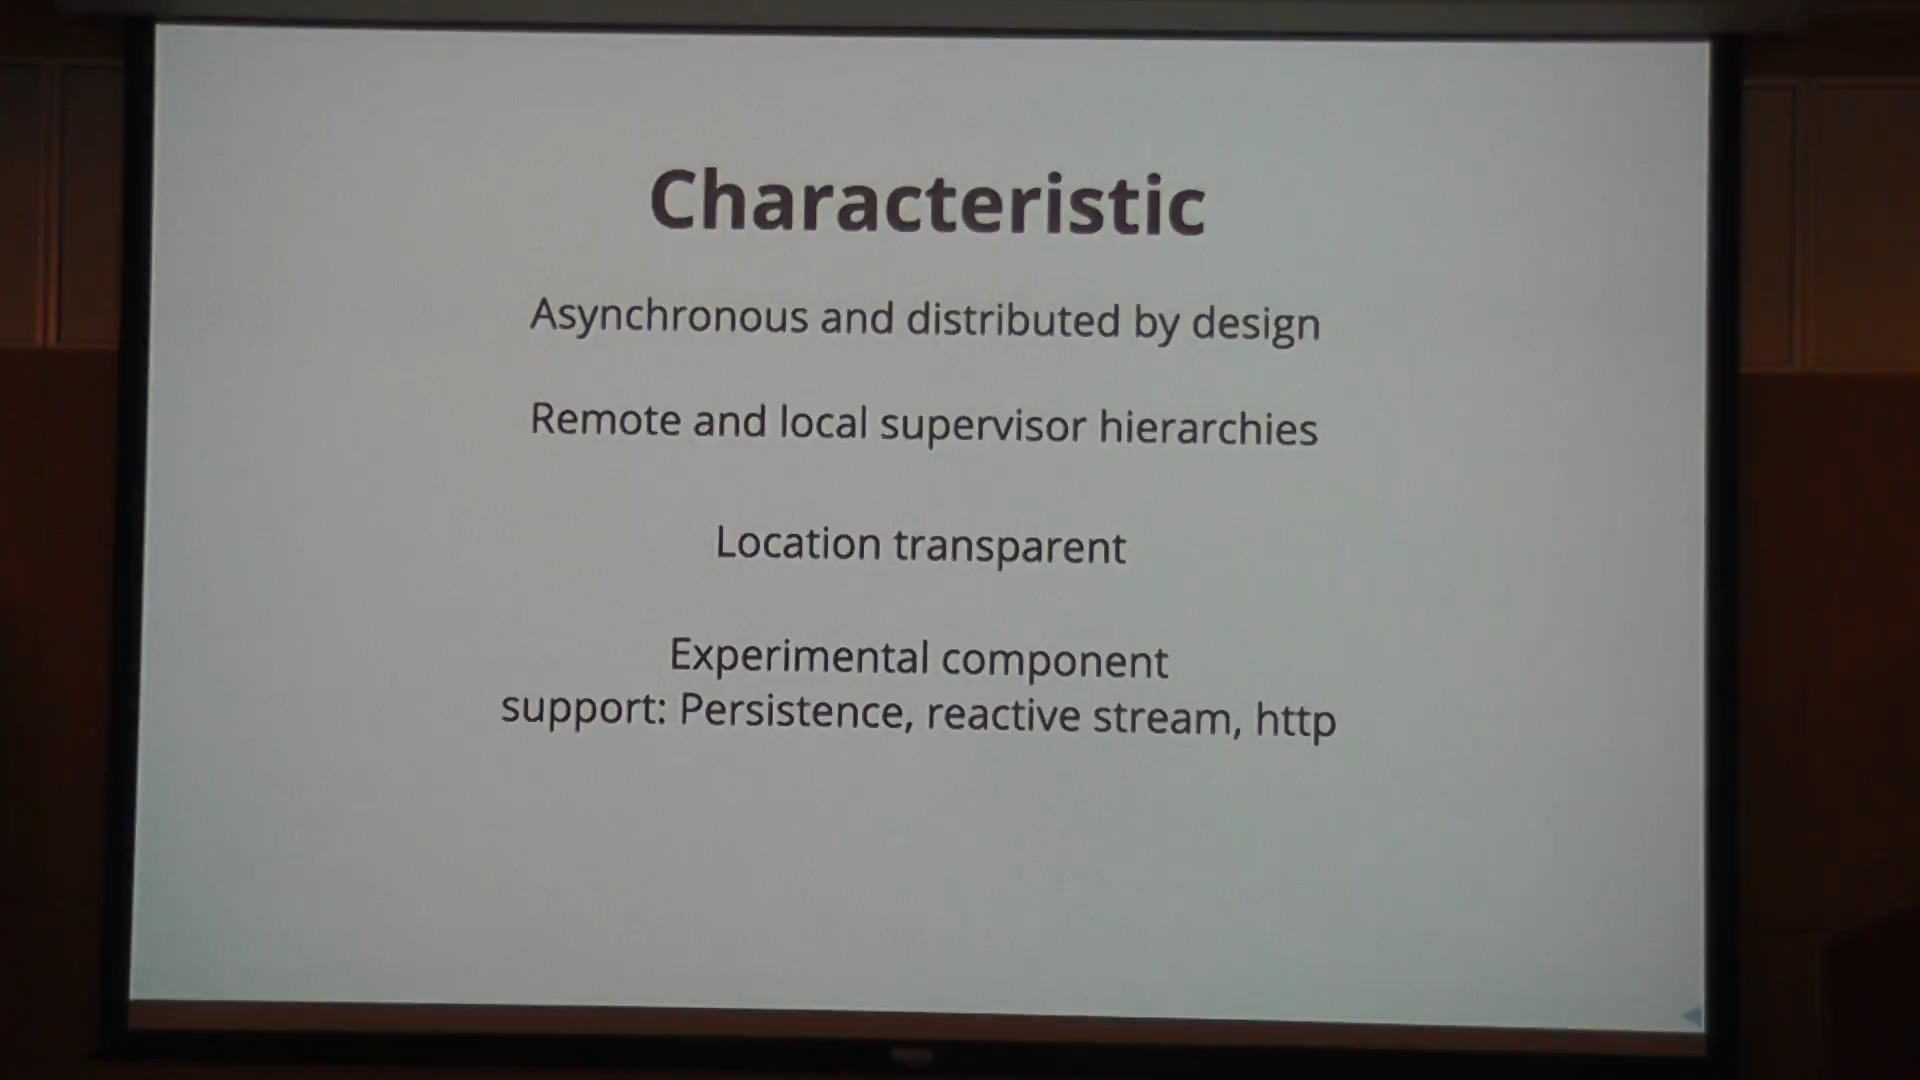 Characteristic
Asynchronous and distributed by design
Remote and local supervisor hierarchies
Location transparent
Experimental component
support: Persistence, reactive stream, http